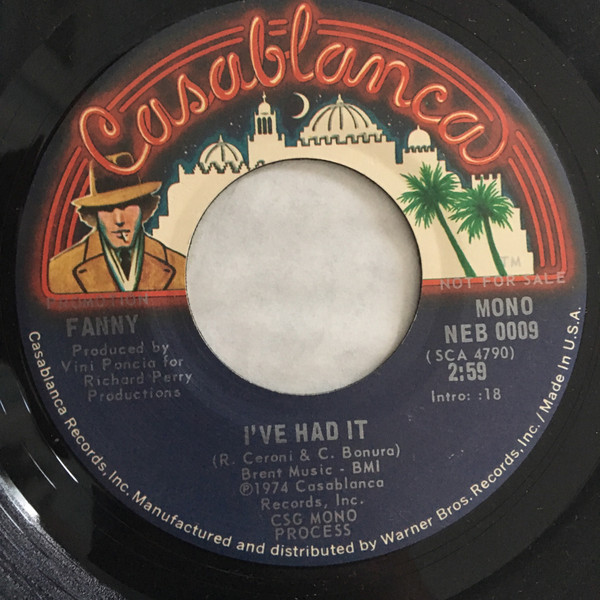 Casablanca
TM
PROMOTION
NOT FOR SALE
FANNY
Produced by
Vini Poncia for
Richard Perry
Productions
MONO
NEB 0009
(SCA 4790)
2:59
Intro: :18
I'VE HAD IT
(R. Ceroni & C. Bonura)
Brent Music - BMI
℗1974 Casablanca
Records, Inc.
CSG MONO
PROCESS
Casablanca Records, Inc. Manufactured and distributed by Warner Bros. Records, Inc./Made in U.S.A.